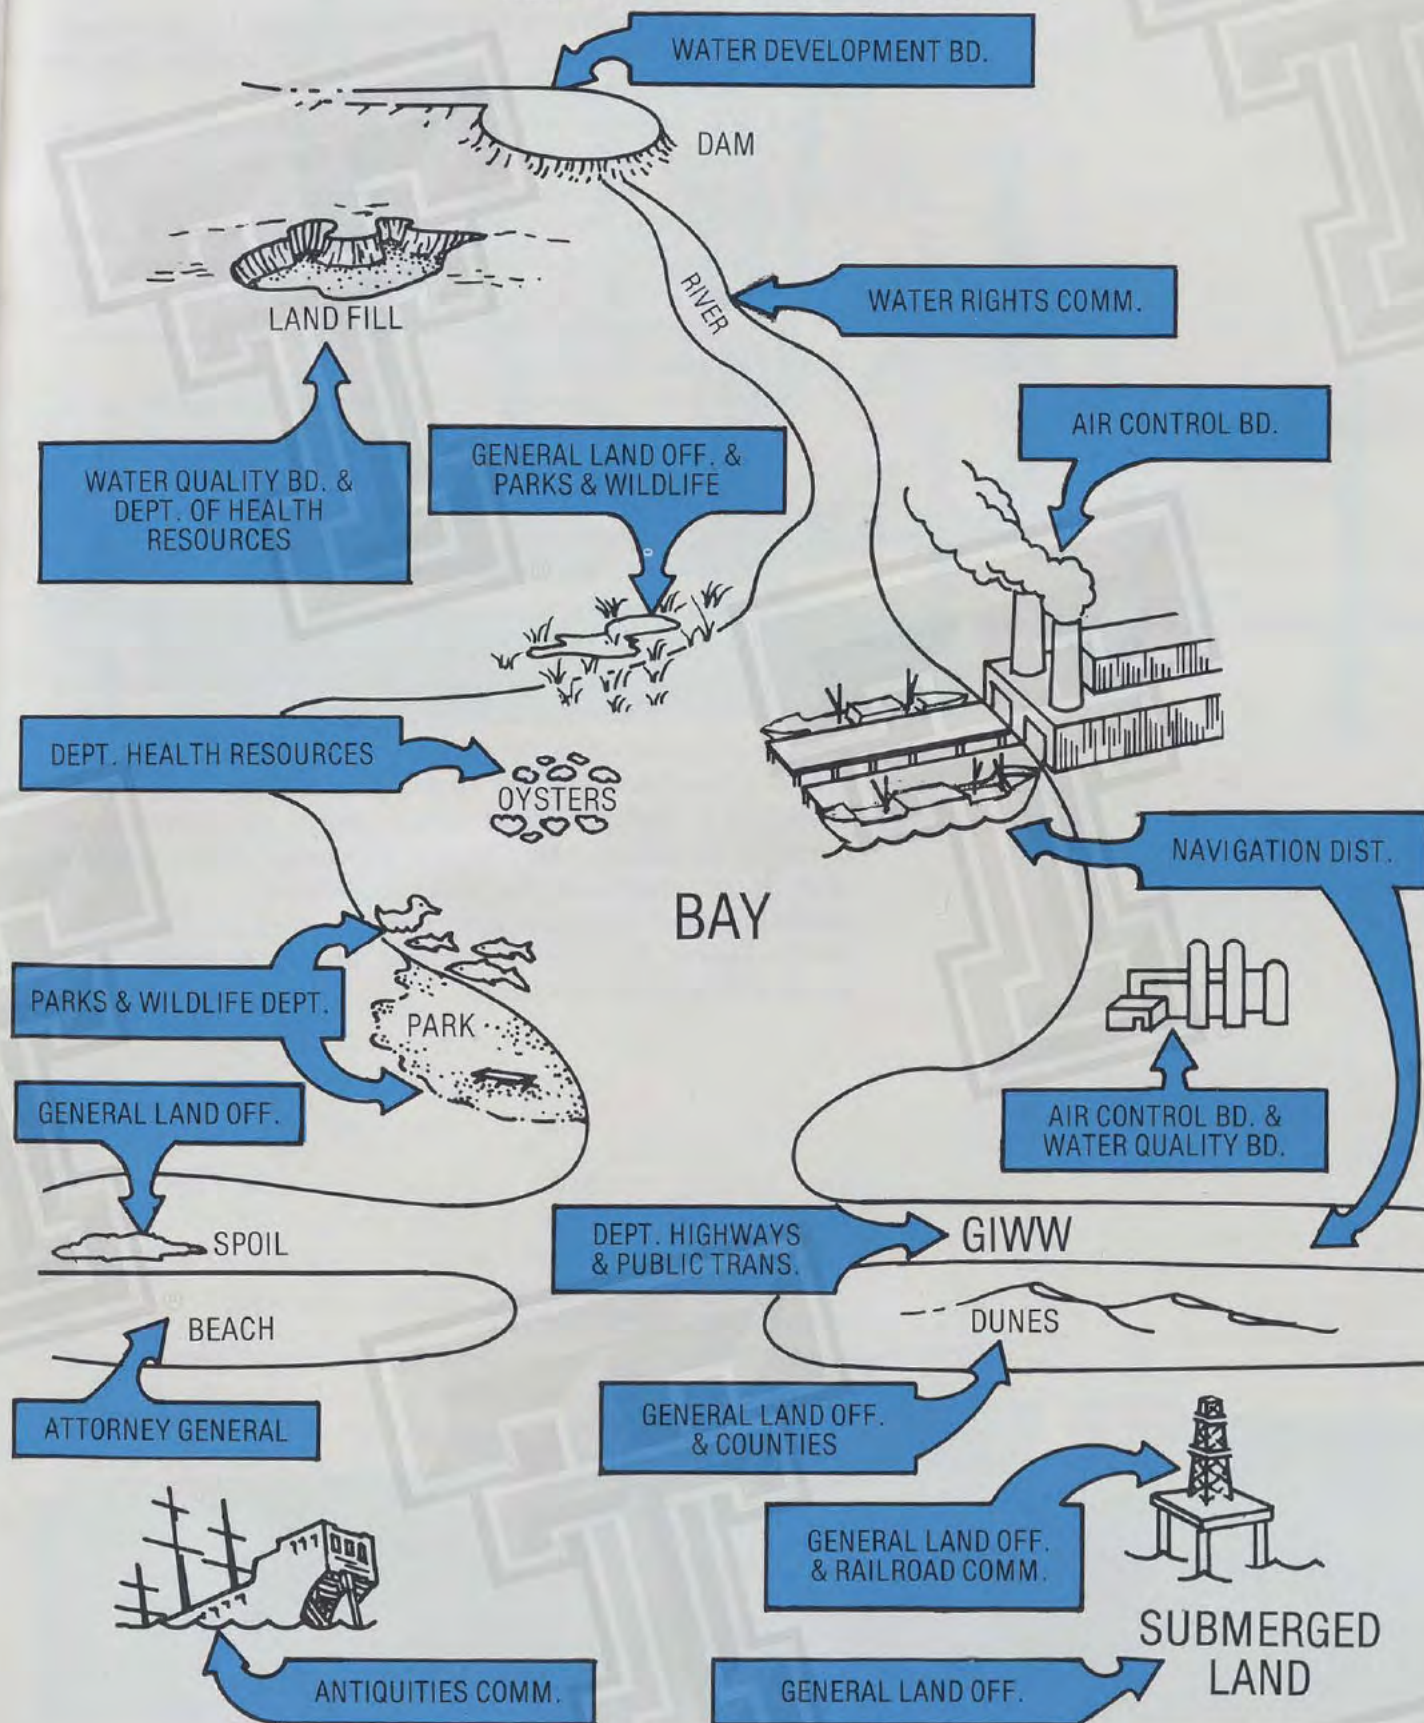 WATER DEVELOPMENT BD.
DAM
LAND FILL
RIVER
WATER RIGHTS COMM.
AIR CONTROL BD.
WATER QUALITY BD. &
DEPT. OF HEALTH
RESOURCES
GENERAL LAND OFF. &
PARKS & WILDLIFE
DEPT. HEALTH RESOURCES
OYSTERS
NAVIGATION DIST.
BAY
PARKS & WILDLIFE DEPT.
PARK
GENERAL LAND OFF.
AIR CONTROL BD. &
WATER QUALITY BD.
SPOIL
DEPT. HIGHWAYS
& PUBLIC TRANS.
GIWW
BEACH
DUNES
ATTORNEY GENERAL
GENERAL LAND OFF.
& COUNTIES
GENERAL LAND OFF.
& RAILROAD COMM.
SUBMERGED
LAND
ANTIQUITIES COMM.
GENERAL LAND OFF.